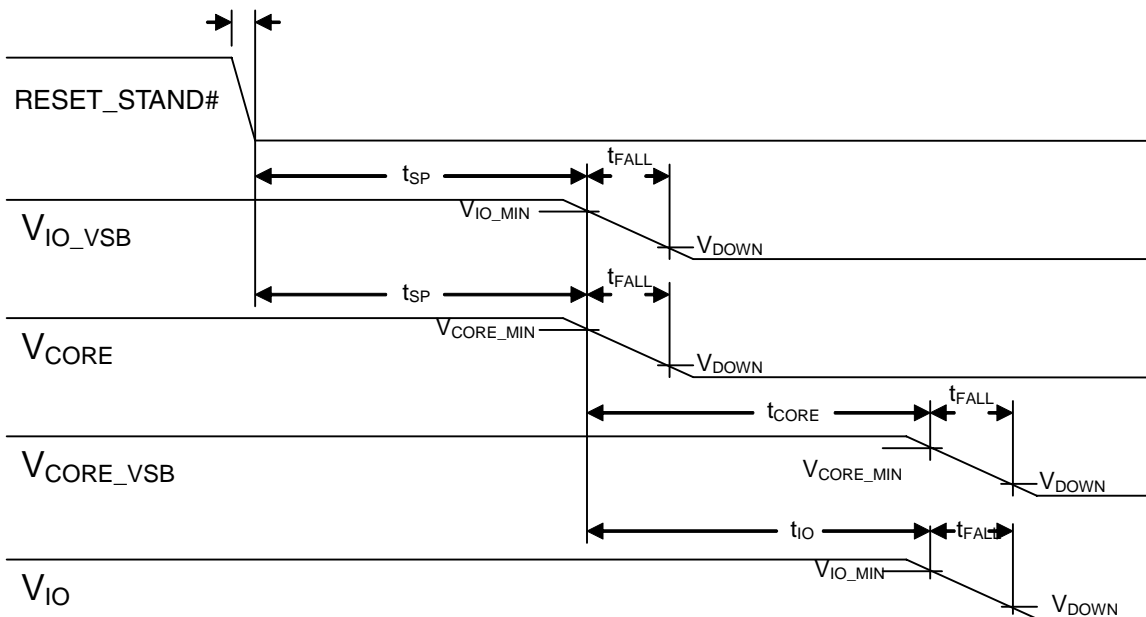 RESET_STAND#
tSP tFALL
VIO_MIN
VIO_VSB
VDOWN
tSP tFALL
VCORE_MIN
VCORE
VDOWN
tCORE tFALL
VCORE_VSB
VCORE_MIN
VDOWN
tIO tFALL
VIO_MIN
VIO
VDOWN